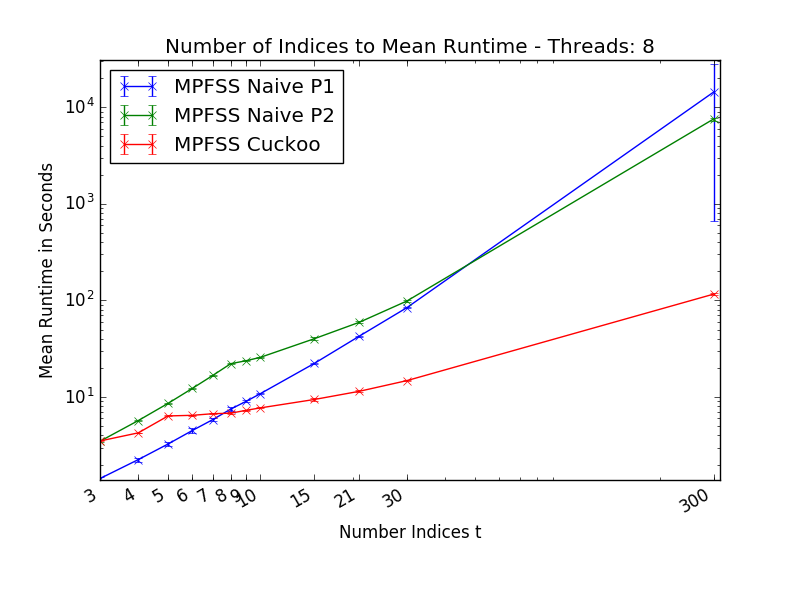 Number of Indices to Mean Runtime - Threads: 8
MPFSS Naive P1
MPFSS Naive P2
MPFSS Cuckoo
Mean Runtime in Seconds
10^4
10^3
10^2
10^1
3 4 5 6 7 8 9 10 15 21 30 300
Number Indices t